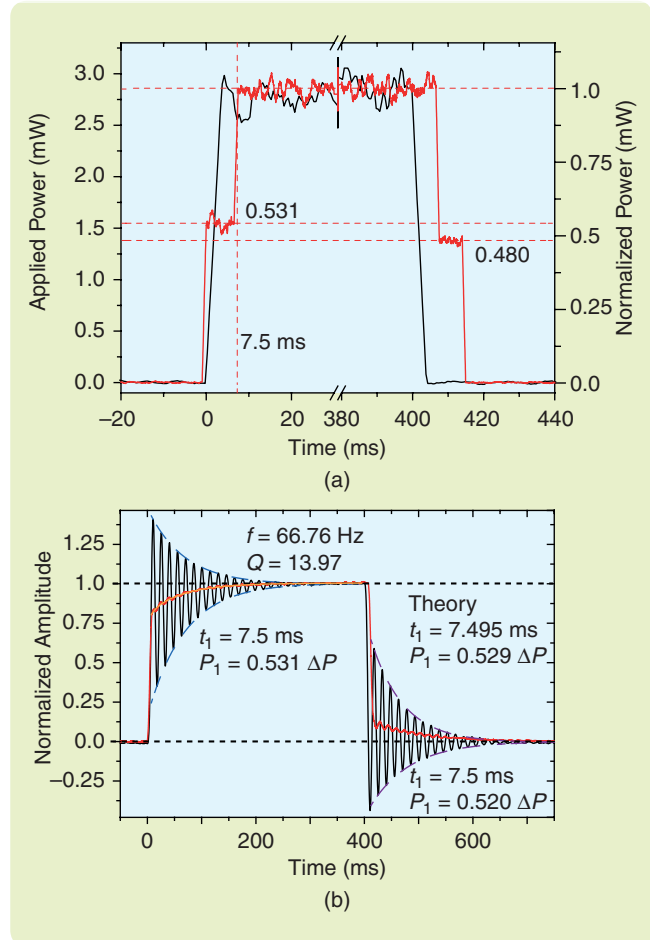 3.0
2.5
2.0
1.5
1.0
0.5
0.0
Applied Power (mW)
1.0
0.75
0.5
0.25
0.0
Normalized Power (mW)
0.531
0.480
7.5 ms
–20 0 20 380 400 420 440
Time (ms)
(a)
1.25
1.0
0.75
0.50
0.25
0.0
–0.25
Normalized Amplitude
f = 66.76 Hz
Q = 13.97
t1 = 7.5 ms
P1 = 0.531 ΔP
Theory
t1 = 7.495 ms
P1 = 0.529 ΔP
t1 = 7.5 ms
P1 = 0.520 ΔP
0 200 400 600
Time (ms)
(b)